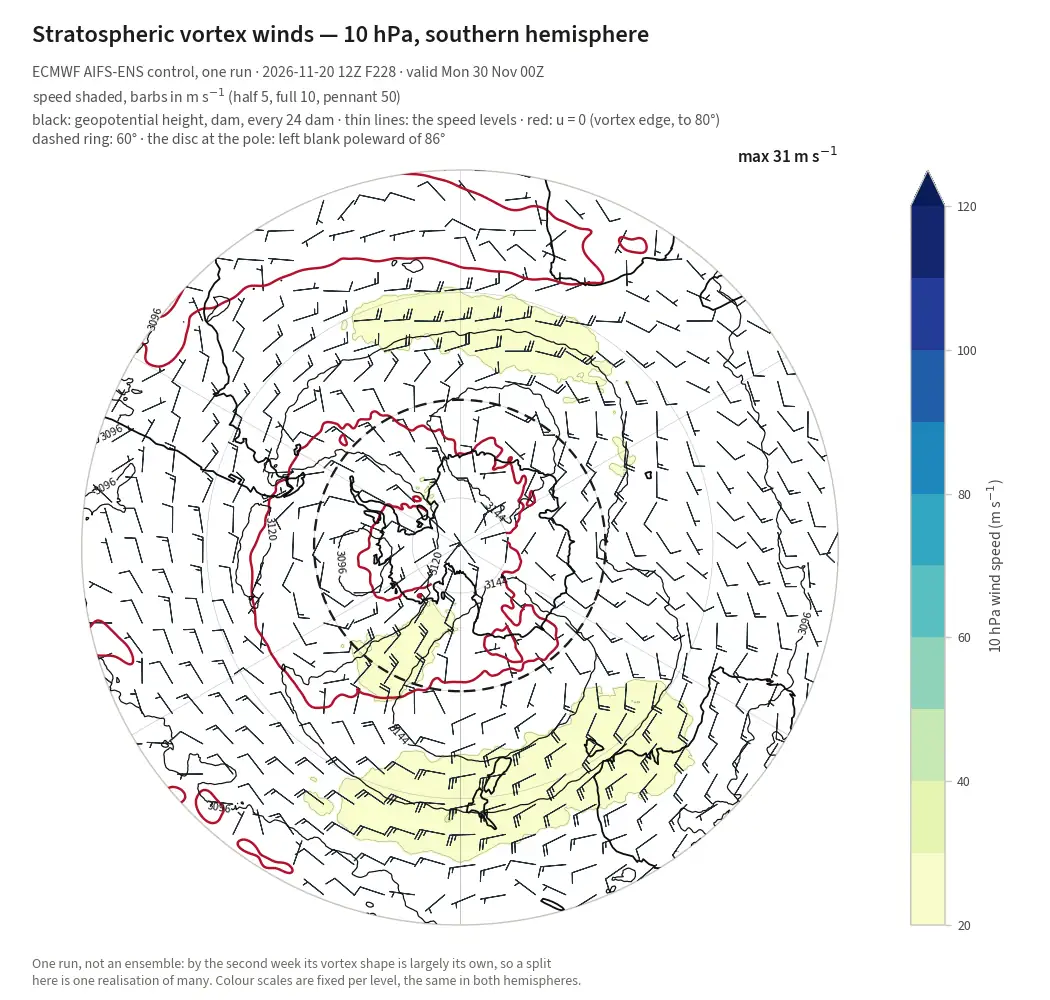 Stratospheric vortex winds — 10 hPa, southern hemisphere
ECMWF AIFS-ENS control, one run · 2026-11-20 12Z F228 · valid Mon 30 Nov 00Z
speed shaded, barbs in m s⁻¹ (half 5, full 10, pennant 50)
black: geopotential height, dam, every 24 dam · thin lines: the speed levels · red: u = 0 (vortex edge, to 80°)
dashed ring: 60° · the disc at the pole: left blank poleward of 86°
max 31 m s⁻¹
120
100
80
60
40
20
10 hPa wind speed (m s⁻¹)
3096
3096
3096
3120
3096
3120
3144
3144
3144
3096
3096
One run, not an ensemble: by the second week its vortex shape is largely its own, so a split
here is one realisation of many. Colour scales are fixed per level, the same in both hemispheres.